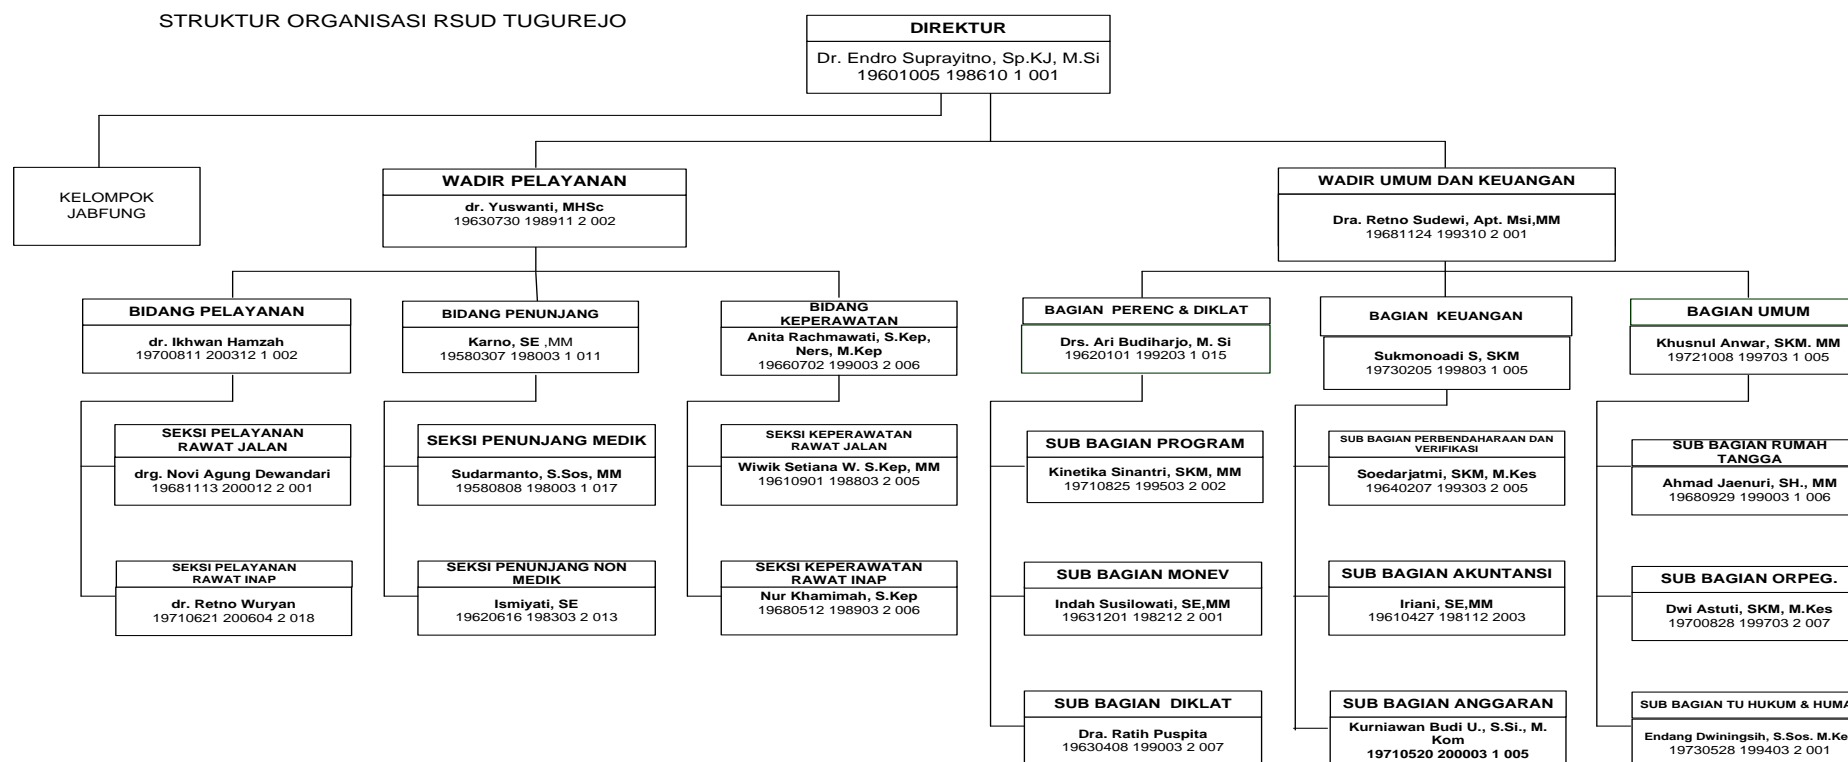 STRUKTUR ORGANISASI RSUD TUGUREJO
DIREKTUR
Dr. Endro Suprayitno, Sp.KJ, M.Si
19601005 198610 1 001
KELOMPOK
JABFUNG
WADIR PELAYANAN
dr. Yuswanti, MHSc
19630730 198911 2 002
WADIR UMUM DAN KEUANGAN
Dra. Retno Sudewi, Apt. Msi,MM
19681124 199310 2 001
BIDANG PELAYANAN
dr. Ikhwan Hamzah
19700811 200312 1 002
BIDANG PENUNJANG
Karno, SE ,MM
19580307 198003 1 011
BIDANG
KEPERAWATAN
Anita Rachmawati, S.Kep,
Ners, M.Kep
19660702 199003 2 006
BAGIAN PERENC & DIKLAT
Drs. Ari Budiharjo, M. Si
19620101 199203 1 015
BAGIAN KEUANGAN
Sukmonoadi S, SKM
19730205 199803 1 005
BAGIAN UMUM
Khusnul Anwar, SKM. MM
19721008 199703 1 005
SEKSI PELAYANAN
RAWAT JALAN
drg. Novi Agung Dewandari
19681113 200012 2 001
SEKSI PENUNJANG MEDIK
Sudarmanto, S.Sos, MM
19580808 198003 1 017
SEKSI KEPERAWATAN
RAWAT JALAN
Wiwik Setiana W. S.Kep, MM
19610901 198803 2 005
SUB BAGIAN PROGRAM
Kinetika Sinantri, SKM, MM
19710825 199503 2 002
SUB BAGIAN PERBENDAHARAAN DAN
VERIFIKASI
Soedarjatmi, SKM, M.Kes
19640207 199303 2 005
SUB BAGIAN RUMAH
TANGGA
Ahmad Jaenuri, SH., MM
19680929 199003 1 006
SEKSI PELAYANAN
RAWAT INAP
dr. Retno Wuryan
19710621 200604 2 018
SEKSI PENUNJANG NON
MEDIK
Ismiyati, SE
19620616 198303 2 013
SEKSI KEPERAWATAN
RAWAT INAP
Nur Khamimah, S.Kep
19680512 198903 2 006
SUB BAGIAN MONEV
Indah Susilowati, SE,MM
19631201 198212 2 001
SUB BAGIAN AKUNTANSI
Iriani, SE,MM
19610427 198112 2003
SUB BAGIAN ORPEG.
Dwi Astuti, SKM, M.Kes
19700828 199703 2 007
SUB BAGIAN DIKLAT
Dra. Ratih Puspita
19630408 199003 2 007
SUB BAGIAN ANGGARAN
Kurniawan Budi U., S.Si., M.
Kom
19710520 200003 1 005
SUB BAGIAN TU HUKUM &
Endang Dwiningsih, S.Sos.
19730528 199403 2 001